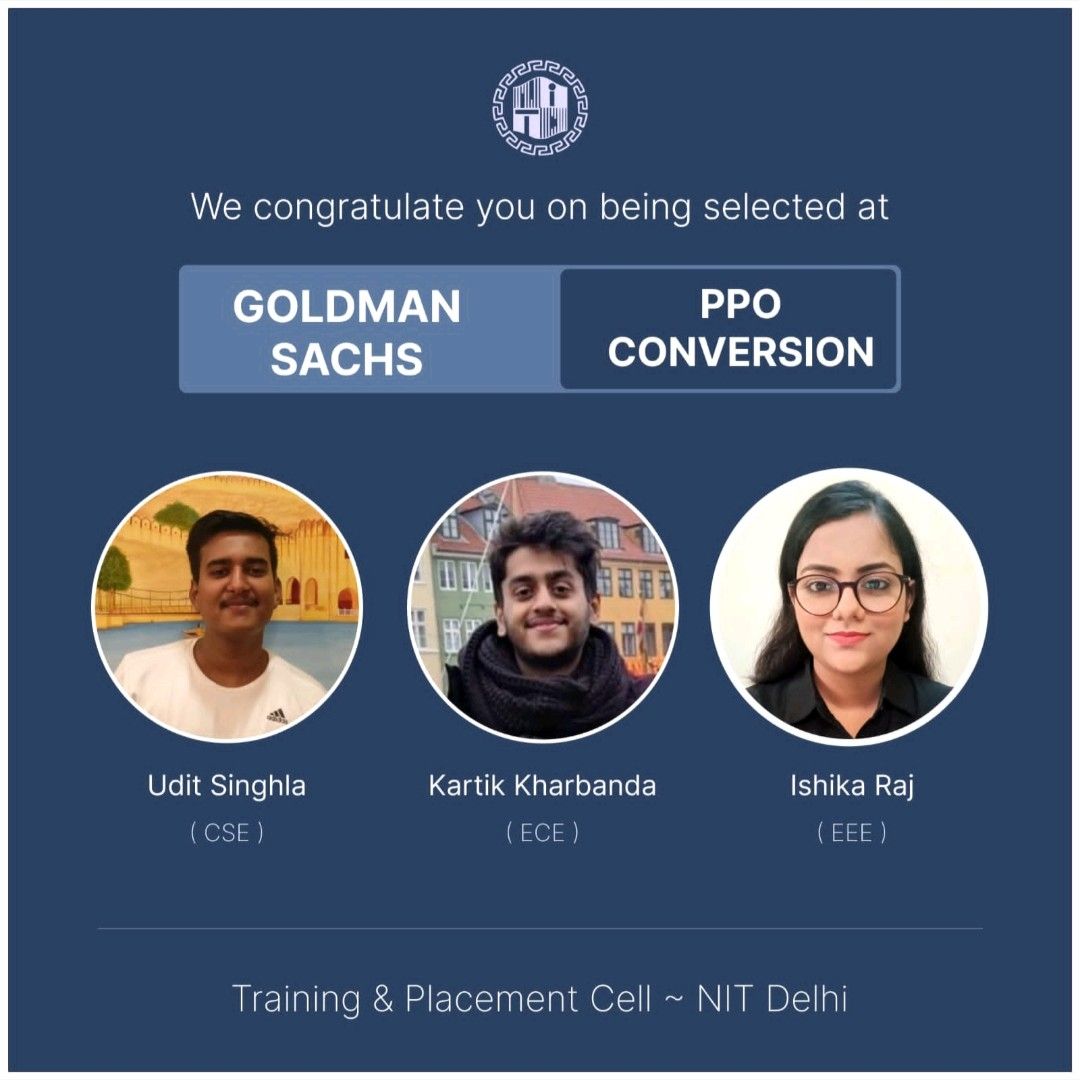 We congratulate you on being selected at
GOLDMAN
SACHS
PPO
CONVERSION
adidas
Udit Singhla
( CSE )
Kartik Kharbanda
( ECE )
Ishika Raj
( EEE )
Training & Placement Cell ~ NIT Delhi